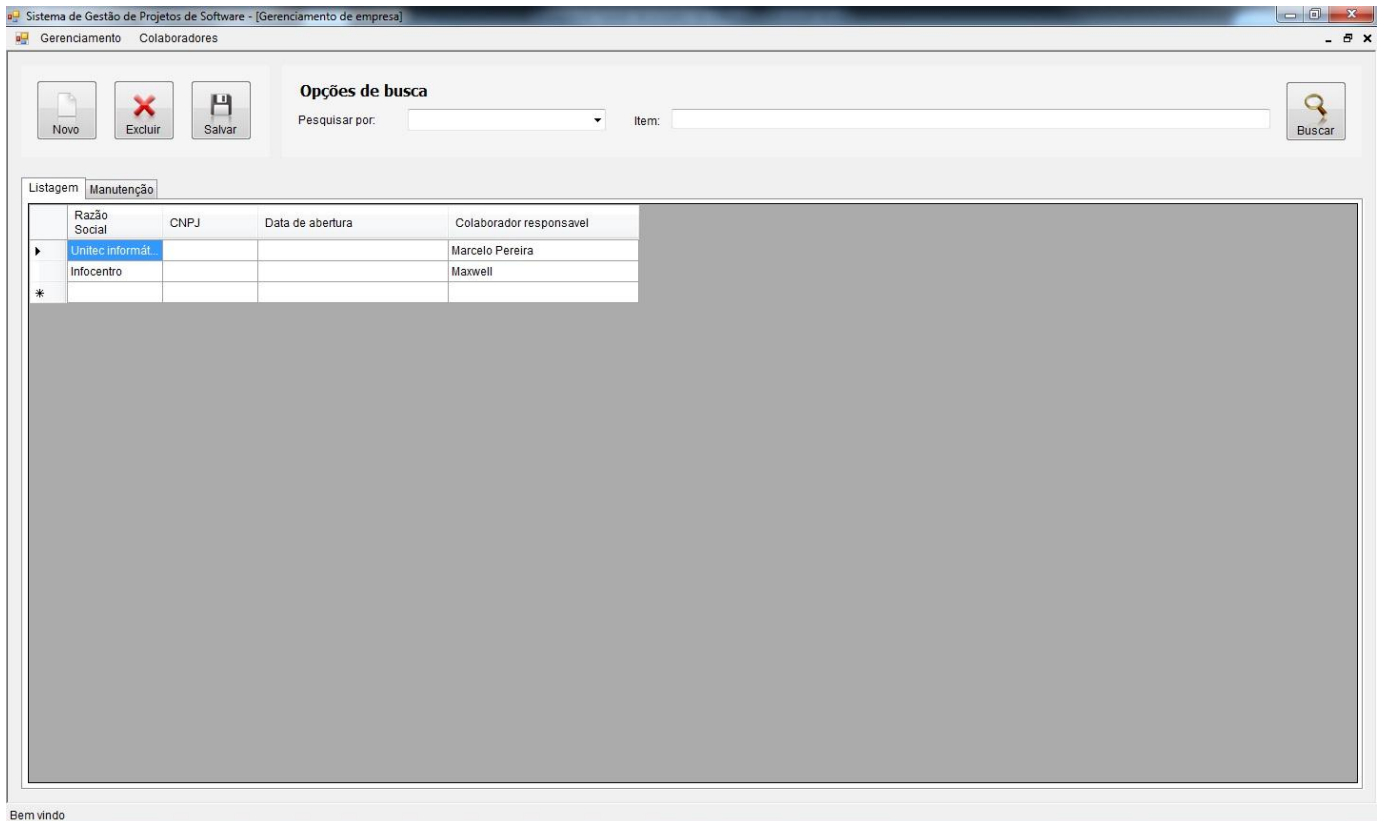 Sistema de Gestão de Projetos de Software - [Gerenciamento de empresa]
Gerenciamento Colaboradores
Novo Excluir Salvar
Opções de busca
Pesquisar por: Item:
Buscar
Listagem Manutenção
Razão Social CNPJ Data de abertura Colaborador responsavel
Unitec informát... Marcelo Pereira
Infocentro Maxwell
Bem vindo